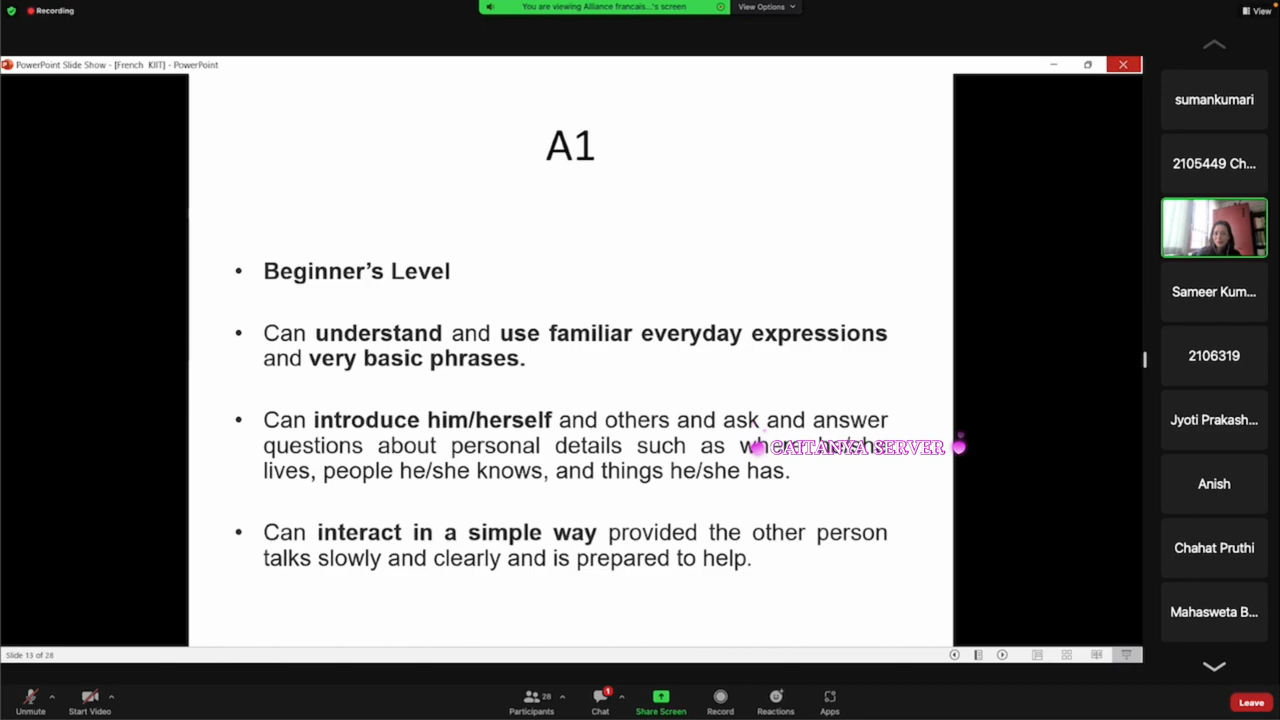 Recording
You are viewing Alliance francais...'s screen
View Options
View
PowerPoint Slide Show - [French KIIT] - PowerPoint
A1
• Beginner's Level
• Can understand and use familiar everyday expressions
and very basic phrases.
• Can introduce him/herself and others and ask and answer
questions about personal details such as
CAITANYA SERVER
lives, people he/she knows, and things he/she has.
• Can interact in a simple way provided the other person
talks slowly and clearly and is prepared to help.
Slide 13 of 28
sumankumari
2105449 Ch...
Sameer Kum...
2106319
Jyoti Prakash...
Anish
Chahat Pruthi
Mahasweta B...
Unmute
Start Video
28
Participants
1
Chat
Share Screen
Record
Reactions
Apps
Leave